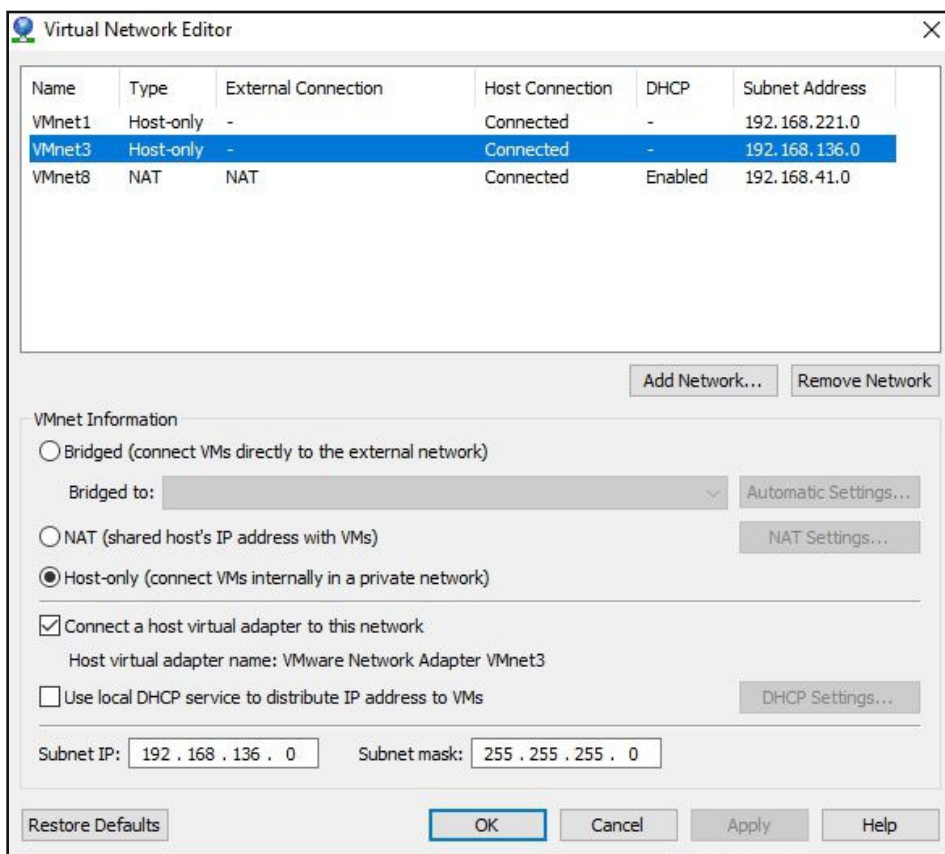 Virtual Network Editor
Name Type External Connection Host Connection DHCP Subnet Address
VMnet1 Host-only - Connected - 192.168.221.0
VMnet3 Host-only - Connected - 192.168.136.0
VMnet8 NAT NAT Connected Enabled 192.168.41.0
Add Network... Remove Network
VMnet Information
Bridged (connect VMs directly to the external network)
Bridged to: Automatic Settings...
NAT (shared host's IP address with VMs) NAT Settings...
Host-only (connect VMs internally in a private network)
Connect a host virtual adapter to this network
Host virtual adapter name: VMware Network Adapter VMnet3
Use local DHCP service to distribute IP address to VMs DHCP Settings...
Subnet IP: 192 . 168 . 136 . 0 Subnet mask: 255 . 255 . 255 . 0
Restore Defaults OK Cancel Apply Help